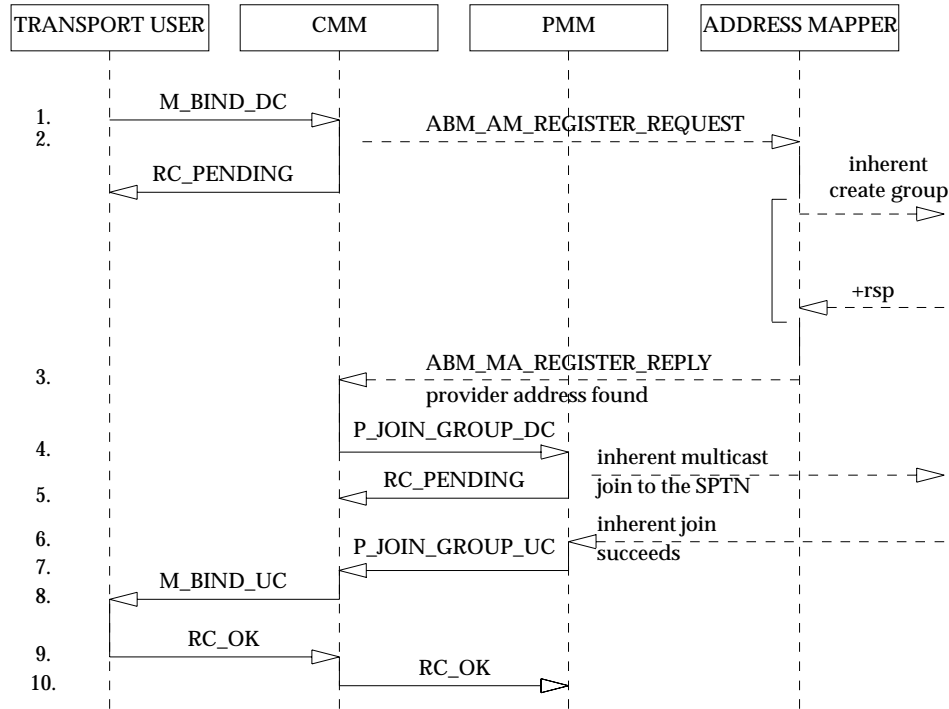 TRANSPORT USER
CMM
PMM
ADDRESS MAPPER
1.
M_BIND_DC
2.
ABM_AM_REGISTER_REQUEST
RC_PENDING
inherent
create group
+rsp
3.
ABM_MA_REGISTER_REPLY
provider address found
4.
P_JOIN_GROUP_DC
inherent multicast
join to the SPTN
5.
RC_PENDING
6.
inherent join
succeeds
7.
P_JOIN_GROUP_UC
8.
M_BIND_UC
9.
RC_OK
10.
RC_OK